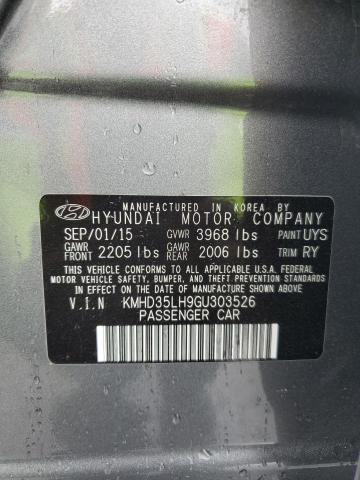 MANUFACTURED IN KOREA BY
HYUNDAI MOTOR COMPANY
SEP/01/15 GVWR 3968 lbs PAINT UYS
GAWR FRONT 2205 lbs GAWR REAR 2006 lbs TRIM RY
THIS VEHICLE CONFORMS TO ALL APPLICABLE U.S. FEDERAL
MOTOR VEHICLE SAFETY, BUMPER, AND THEFT PREVENTION
STANDARDS IN EFFECT ON THE DATE OF MANUFACTURE
SHOWN ABOVE.
V.I.N KMHD35LH9GU303526
PASSENGER CAR